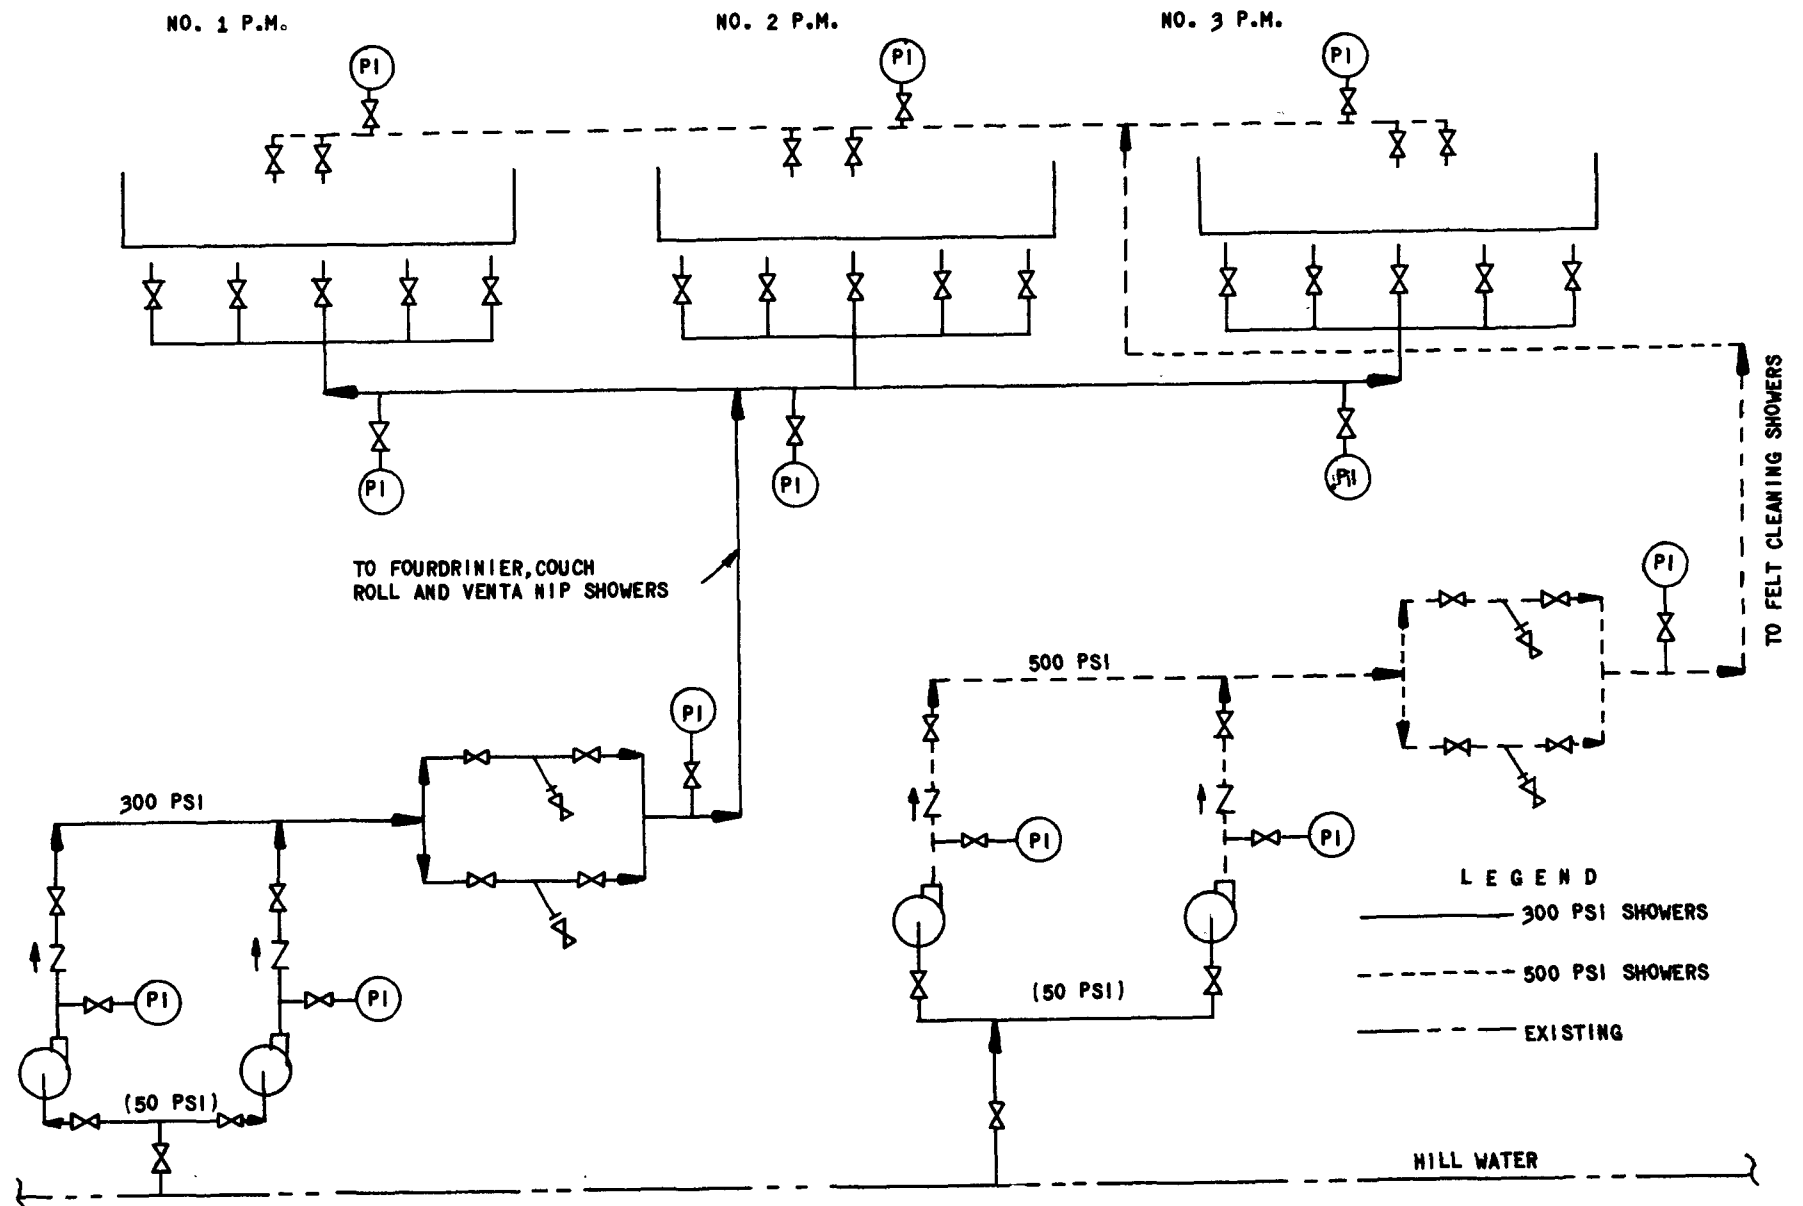 NO. 1 P.M.
NO. 2 P.M.
NO. 3 P.M.
PI
PI
PI
PI
PI
PI
TO FOURDRINIER, COUCH
ROLL AND VENTA NIP SHOWERS
TO FELT CLEANING SHOWERS
PI
500 PSI
PI
300 PSI
PI
PI
LEGEND
300 PSI SHOWERS
500 PSI SHOWERS
EXISTING
PI
PI
(50 PSI)
(50 PSI)
HILL WATER